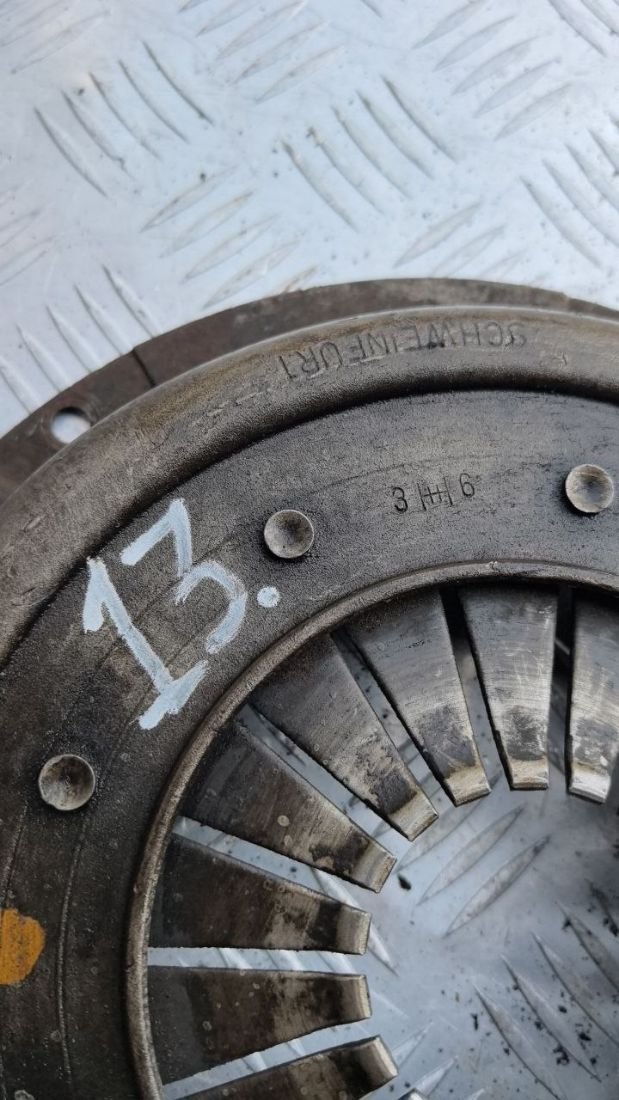 SCHWEINFURT
3 H 6
13.